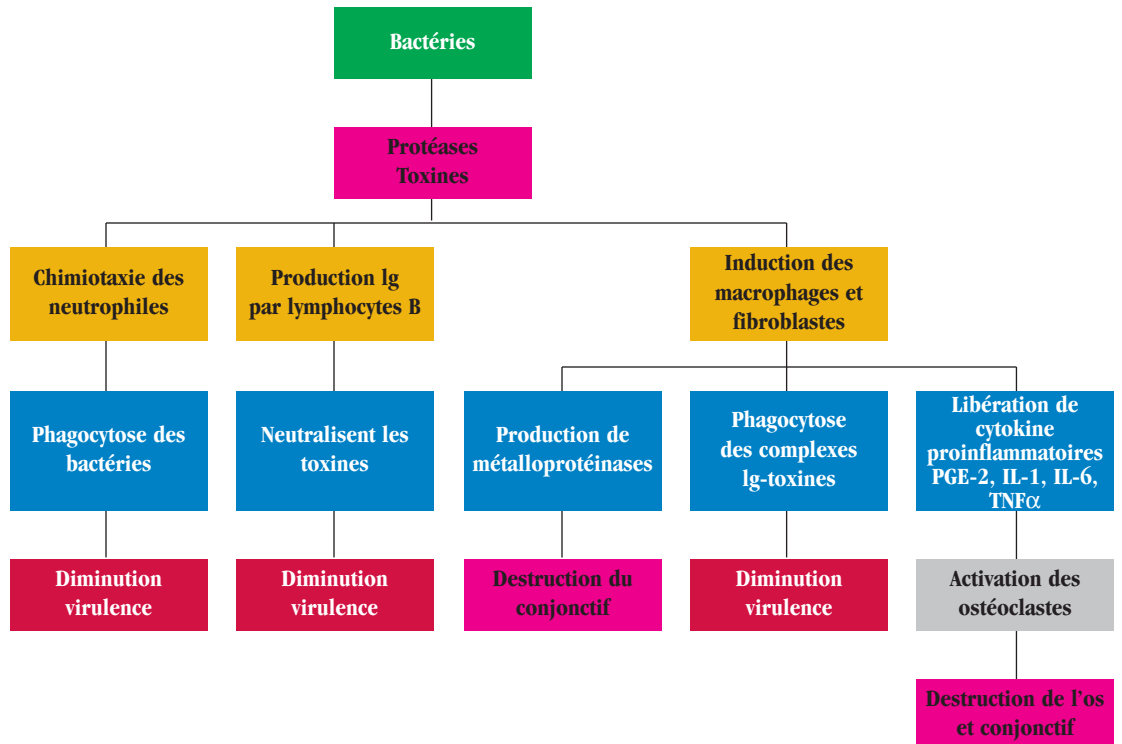 Bactéries
Protéases
Toxines
Chimiotaxie des
neutrophiles
Production lg
par lymphocytes B
Induction des
macrophages et
fibroblastes
Phagocytose des
bactéries
Neutralisent les
toxines
Production de
métalloprotéinases
Phagocytose
des complexes
lg-toxines
Libération de
cytokine
proinflammatoires
PGE-2, IL-1, IL-6,
TNFα
Diminution
virulence
Diminution
virulence
Destruction du
conjonctif
Diminution
virulence
Activation des
ostéoclastes
Destruction de l'os
et conjonctif